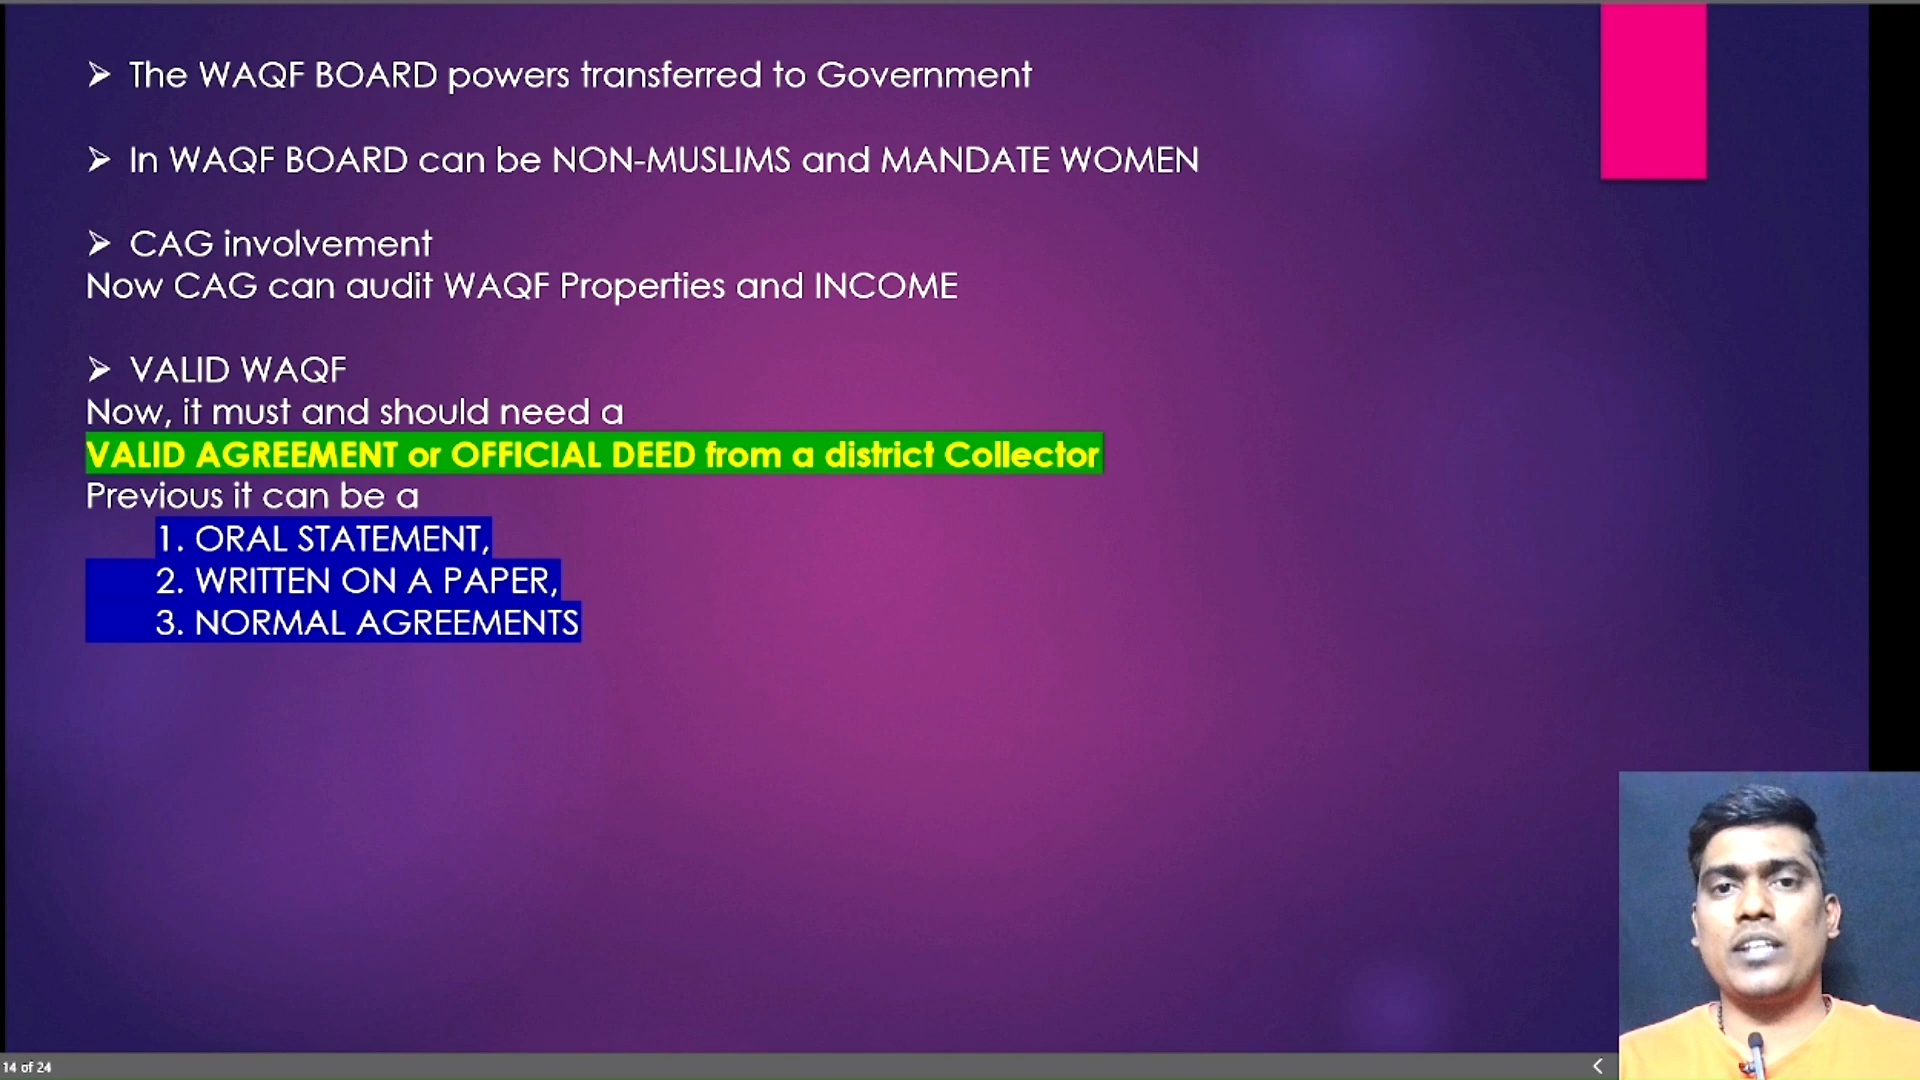 ➢ The WAQF BOARD powers transferred to Government
➢ In WAQF BOARD can be NON-MUSLIMS and MANDATE WOMEN
➢ CAG involvement
Now CAG can audit WAQF Properties and INCOME
➢ VALID WAQF
Now, it must and should need a
VALID AGREEMENT or OFFICIAL DEED from a district Collector
Previous it can be a
1. ORAL STATEMENT,
2. WRITTEN ON A PAPER,
3. NORMAL AGREEMENTS
14 of 24